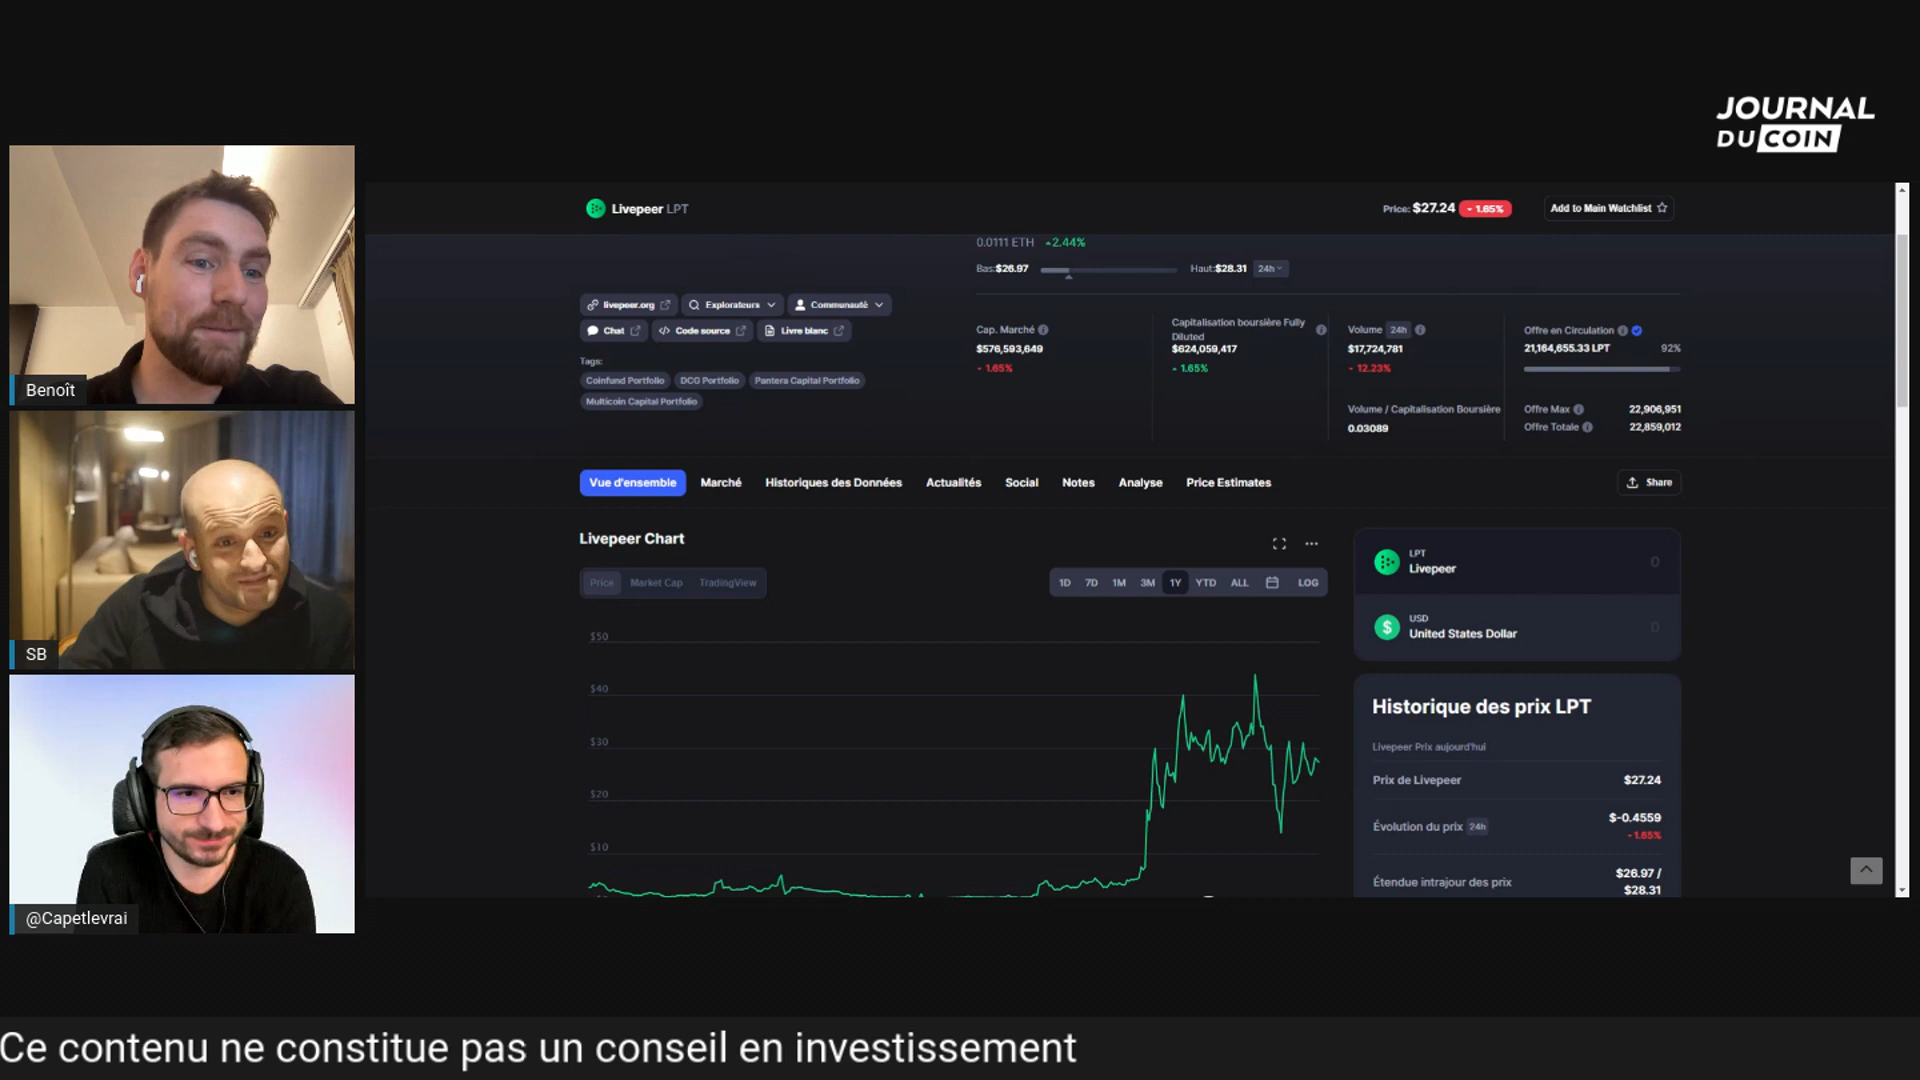 JOURNAL
DU COIN
Benoît
SB
@Capetlevrai
Livepeer LPT
Price: $27.24 - 1.65%
Add to Main Watchlist
0.0111 ETH 2.44%
Bas:$26.97
Haut:$28.31
24h
livepeer.org
Explorateurs
Communauté
Chat
Code source
Livre blanc
Tags:
Coinfund Portfolio
DCG Portfolio
Pantera Capital Portfolio
Multicoin Capital Portfolio
Cap. Marché
$576,593,649
- 1.65%
Capitalisation boursière Fully
Diluted
$624,059,417
1.65%
Volume 24h
$17,724,781
- 12.23%
Volume / Capitalisation Boursière
0.03089
Offre en Circulation
21,164,655.33 LPT 92%
Offre Max 22,906,951
Offre Totale 22,859,012
Vue d'ensemble
Marché
Historiques des Données
Actualités
Social
Notes
Analyse
Price Estimates
Share
Livepeer Chart
Price
Market Cap
TradingView
1D 7D 1M 3M 1Y YTD ALL LOG
$50
$40
$30
$20
$10
LPT
Livepeer
0
USD
United States Dollar
0
Historique des prix LPT
Livepeer Prix aujourd'hui
Prix de Livepeer $27.24
Évolution du prix 24h
$-0.4559
- 1.65%
Étendue intrajour des prix
$26.97 /
$28.31
Ce contenu ne constitue pas un conseil en investissement